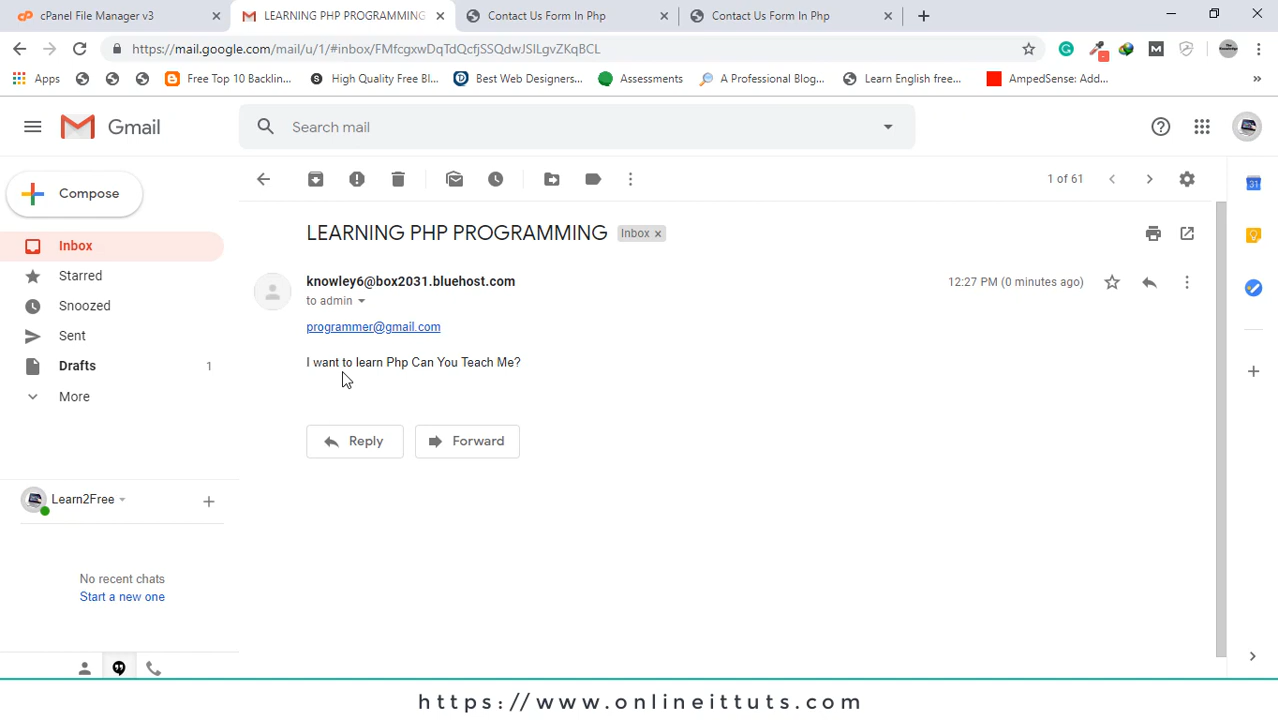 cPanel File Manager v3
LEARNING PHP PROGRAMMING
Contact Us Form In Php
Contact Us Form In Php
https://mail.google.com/mail/u/1/#inbox/FMfcgxwDqTdQcfjSSQdwJSlLgvZKqBCL
Apps
Free Top 10 Backlin...
High Quality Free Bl...
Best Web Designers...
Assessments
A Professional Blog...
Learn English free...
AmpedSense: Add...
Gmail
Search mail
Compose
1 of 61
Inbox
Starred
Snoozed
Sent
Drafts 1
More
LEARNING PHP PROGRAMMING Inbox x
knowley6@box2031.bluehost.com
12:27 PM (0 minutes ago)
to admin
programmer@gmail.com
I want to learn Php Can You Teach Me?
Reply
Forward
31
Learn2Free
No recent chats
Start a new one
https://www.onlineittuts.com